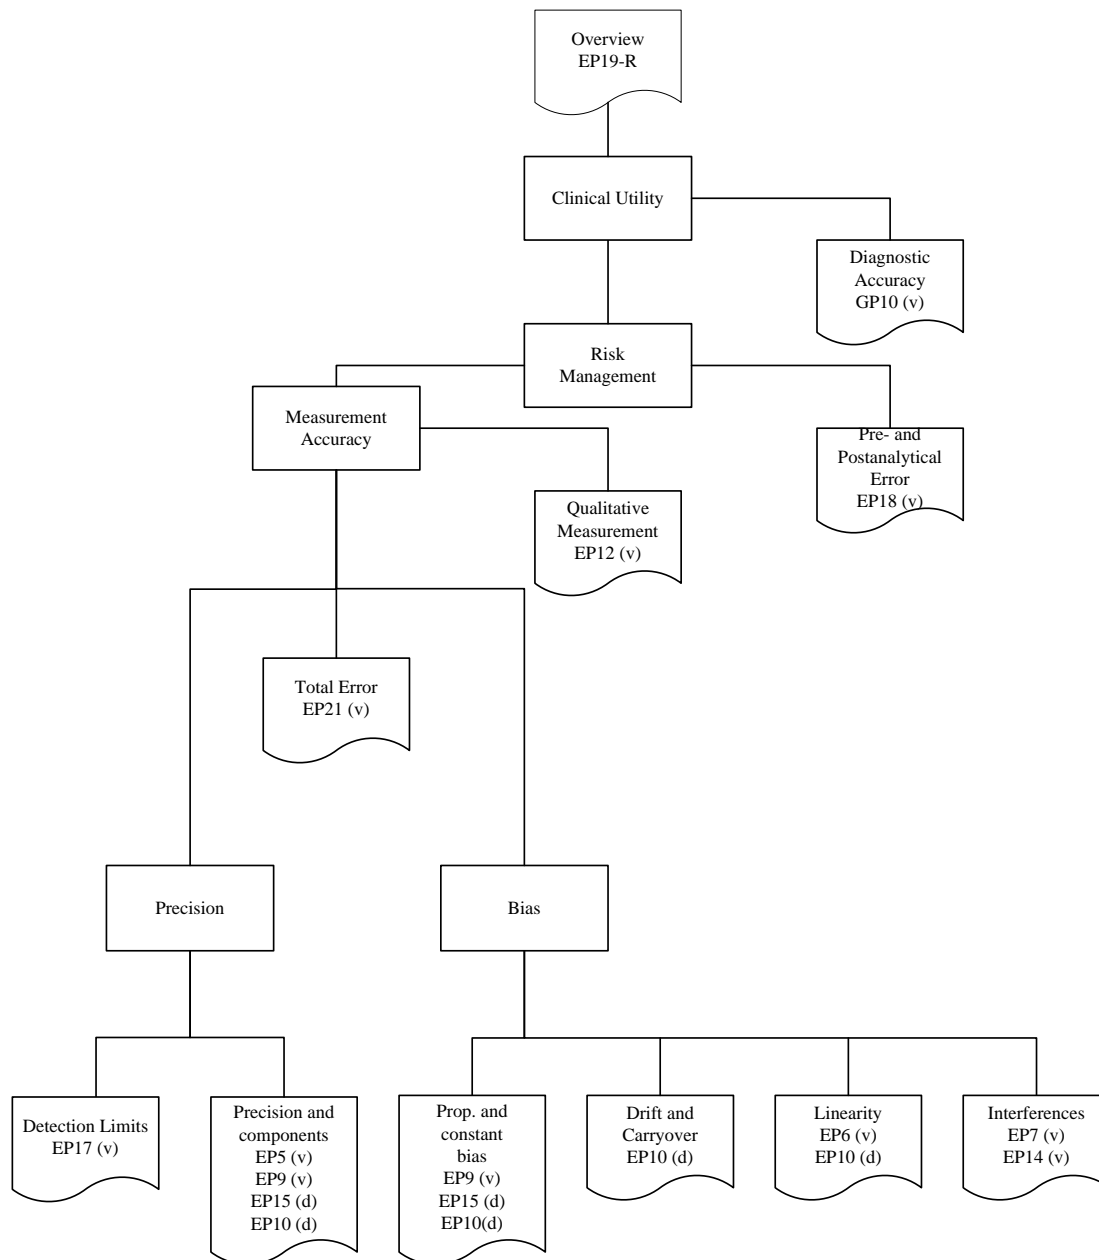 Overview
EP19-R
Clinical Utility
Diagnostic
Accuracy
GP10 (v)
Risk
Management
Measurement
Accuracy
Pre- and
Postanalytical
Error
EP18 (v)
Qualitative
Measurement
EP12 (v)
Total Error
EP21 (v)
Precision
Bias
Detection Limits
EP17 (v)
Precision and
components
EP5 (v)
EP9 (v)
EP15 (d)
EP10 (d)
Prop. and
constant
bias
EP9 (v)
EP15 (d)
EP10(d)
Drift and
Carryover
EP10 (d)
Linearity
EP6 (v)
EP10 (d)
Interferences
EP7 (v)
EP14 (v)